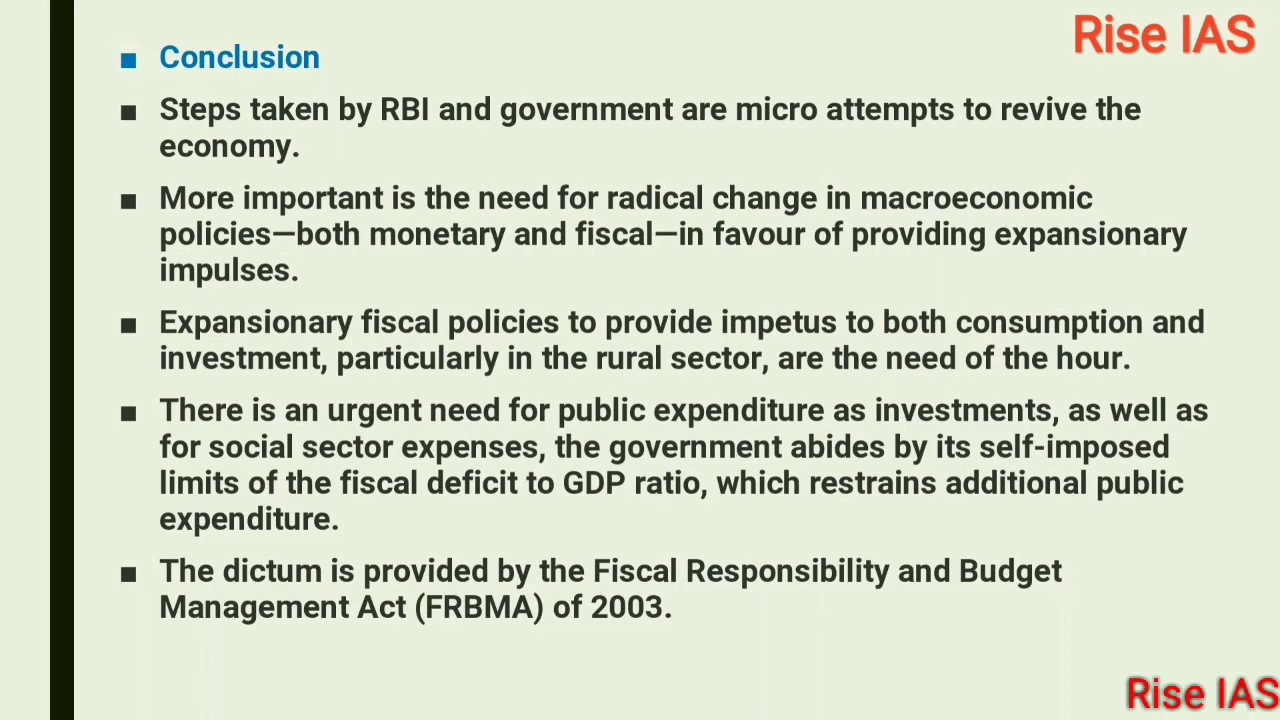 Rise IAS
■ Conclusion
■ Steps taken by RBI and government are micro attempts to revive the
economy.
■ More important is the need for radical change in macroeconomic
policies—both monetary and fiscal—in favour of providing expansionary
impulses.
■ Expansionary fiscal policies to provide impetus to both consumption and
investment, particularly in the rural sector, are the need of the hour.
■ There is an urgent need for public expenditure as investments, as well as
for social sector expenses, the government abides by its self-imposed
limits of the fiscal deficit to GDP ratio, which restrains additional public
expenditure.
■ The dictum is provided by the Fiscal Responsibility and Budget
Management Act (FRBMA) of 2003.
Rise IAS